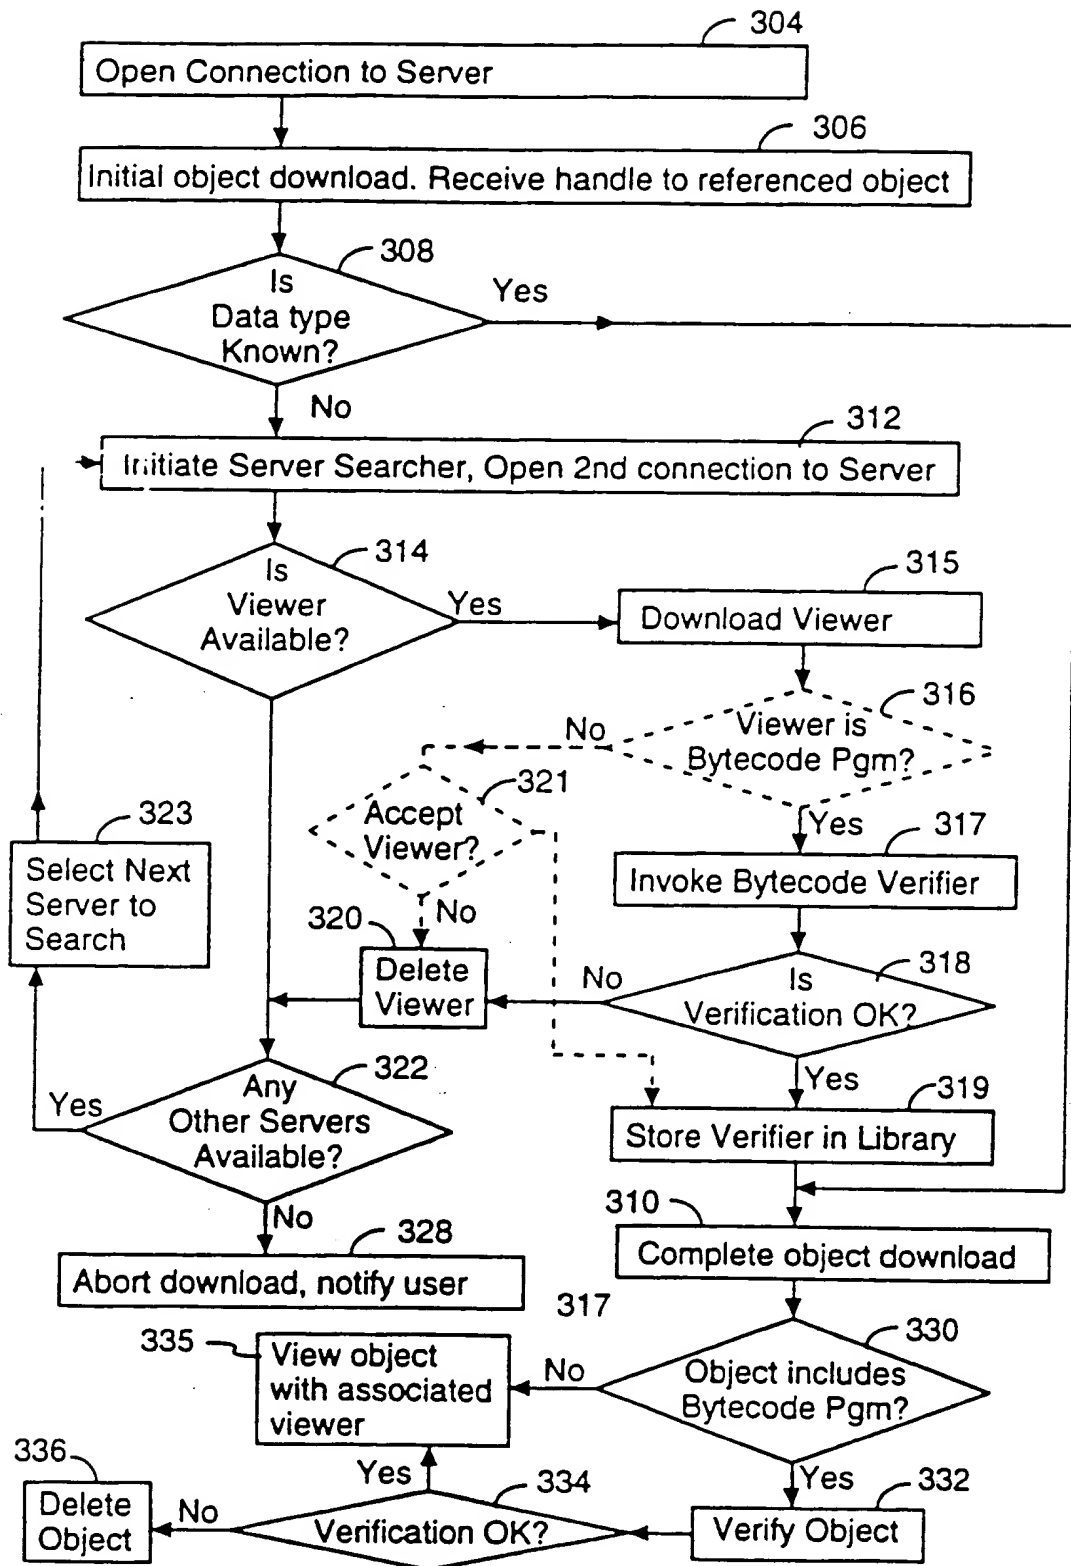 304
Open Connection to Server
306
Initial object download. Receive handle to referenced object
308
Is
Data type
Known?
Yes
No
312
Initiate Server Searcher, Open 2nd connection to Server
314
Is
Viewer
Available?
Yes
315
Download Viewer
316
Viewer is
Bytecode Pgm?
No
Yes
321
Accept
Viewer?
No
317
Invoke Bytecode Verifier
323
Select Next
Server to
Search
320
Delete
Viewer
No
318
Is
Verification OK?
Yes
322
Any
Other Servers
Available?
Yes
No
319
Store Verifier in Library
310
Complete object download
328
Abort download, notify user
317
330
Object includes
Bytecode Pgm?
No
Yes
335
View object
with associated
viewer
336
Delete
Object
No
Yes
334
Verification OK?
332
Verify Object